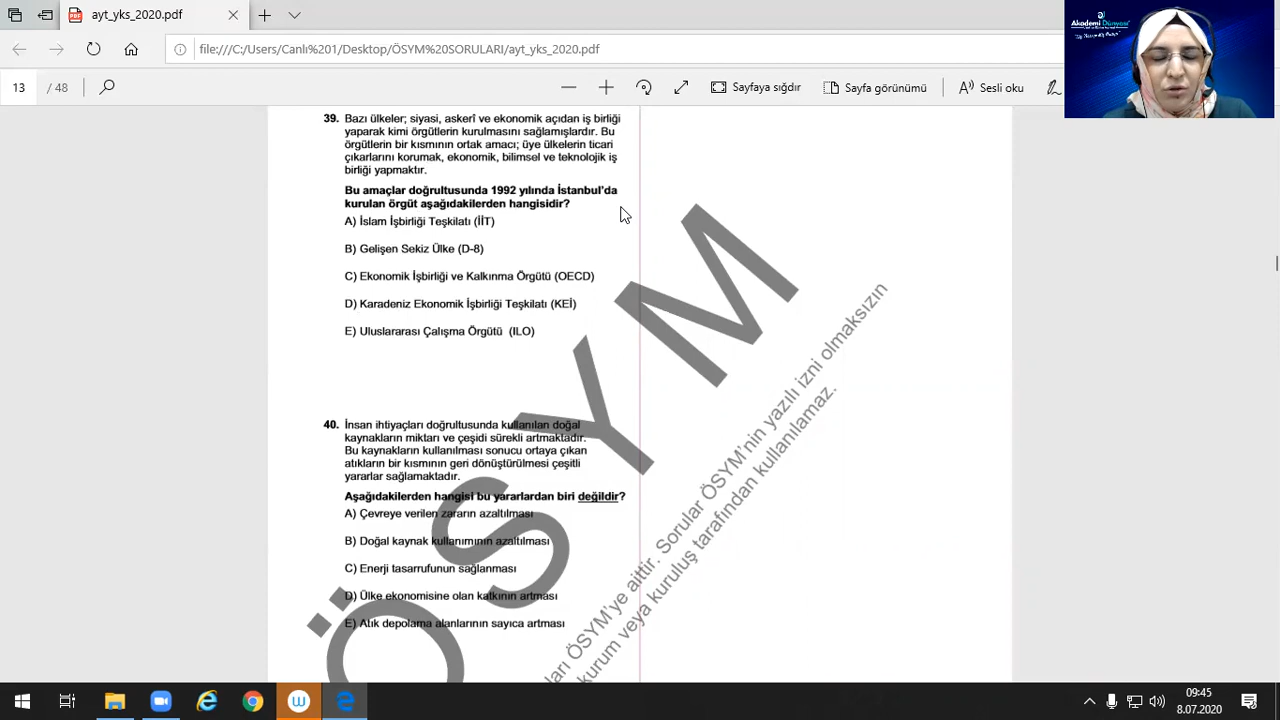 ayt_yks_2020.pdf
file:///C:/Users/Canlı%201/Desktop/ÖSYM%20SORULARI/ayt_yks_2020.pdf
13 / 48
Sayfaya sığdır
Sayfa görünümü
Sesli oku
Akademi Dünyası
39. Bazı ülkeler; siyasi, askerî ve ekonomik açıdan iş birliği
yaparak kimi örgütlerin kurulmasını sağlamışlardır. Bu
örgütlerin bir kısmının ortak amacı; üye ülkelerin ticari
çıkarlarını korumak, ekonomik, bilimsel ve teknolojik iş
birliği yapmaktır.
Bu amaçlar doğrultusunda 1992 yılında İstanbul'da
kurulan örgüt aşağıdakilerden hangisidir?
A) İslam İşbirliği Teşkilatı (İİT)
B) Gelişen Sekiz Ülke (D-8)
C) Ekonomik İşbirliği ve Kalkınma Örgütü (OECD)
D) Karadeniz Ekonomik İşbirliği Teşkilatı (KEİ)
E) Uluslararası Çalışma Örgütü (ILO)
40. İnsan ihtiyaçları doğrultusunda kullanılan doğal
kaynakların miktarı ve çeşidi sürekli artmaktadır.
Bu kaynakların kullanılması sonucu ortaya çıkan
atıkların bir kısmının geri dönüştürülmesi çeşitli
yararlar sağlamaktadır.
Aşağıdakilerden hangisi bu yararlardan biri değildir?
A) Çevreye verilen zararın azaltılması
B) Doğal kaynak kullanımının azaltılması
C) Enerji tasarrufunun sağlanması
D) Ülke ekonomisine olan katkının artması
E) Atık depolama alanlarının sayıca artması
ÖSYM
ÖSYM'ye aittir. Sorular ÖSYM'nin yazılı izni olmaksızın
kurum veya kuruluş tarafından kullanılamaz.
09:45
8.07.2020